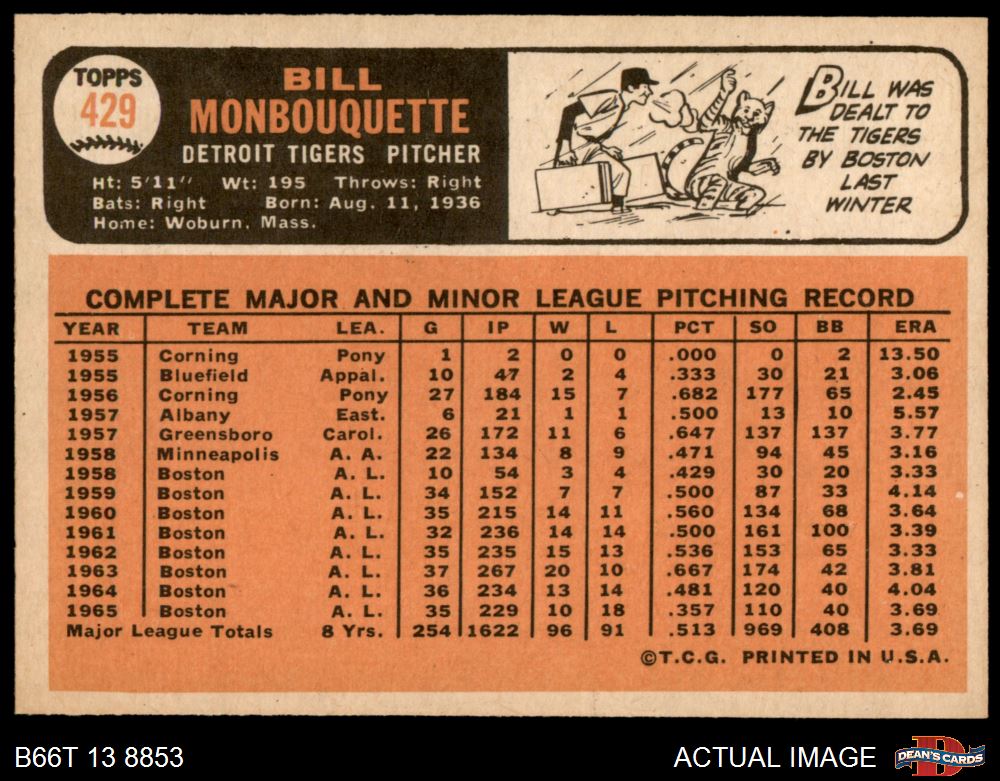 TOPPS
429
BILL
MONBOUQUETTE
DETROIT TIGERS PITCHER
Ht: 5'11" Wt: 195 Throws: Right
Bats: Right Born: Aug. 11, 1936
Home: Woburn, Mass.
BILL WAS
DEALT TO
THE TIGERS
BY BOSTON
LAST
WINTER
COMPLETE MAJOR AND MINOR LEAGUE PITCHING RECORD
YEAR TEAM LEA. G IP W L PCT SO BB ERA
1955 Corning Pony 1 2 0 0 .000 0 2 13.50
1955 Bluefield Appal. 10 47 2 4 .333 30 21 3.06
1956 Corning Pony 27 184 15 7 .682 177 65 2.45
1957 Albany East. 6 21 1 1 .500 13 10 5.57
1957 Greensboro Carol. 26 172 11 6 .647 137 137 3.77
1958 Minneapolis A. A. 22 134 8 9 .471 94 45 3.16
1958 Boston A. L. 10 54 3 4 .429 30 20 3.33
1959 Boston A. L. 34 152 7 7 .500 87 33 4.14
1960 Boston A. L. 35 215 14 11 .560 134 68 3.64
1961 Boston A. L. 32 236 14 14 .500 161 100 3.39
1962 Boston A. L. 35 235 15 13 .536 153 65 3.33
1963 Boston A. L. 37 267 20 10 .667 174 42 3.81
1964 Boston A. L. 36 234 13 14 .481 120 40 4.04
1965 Boston A. L. 35 229 10 18 .357 110 40 3.69
Major League Totals 8 Yrs. 254 1622 96 91 .513 969 408 3.69
©T.C.G. PRINTED IN U.S.A.
B66T 13 8853
ACTUAL IMAGE
D
DEAN'S CARDS